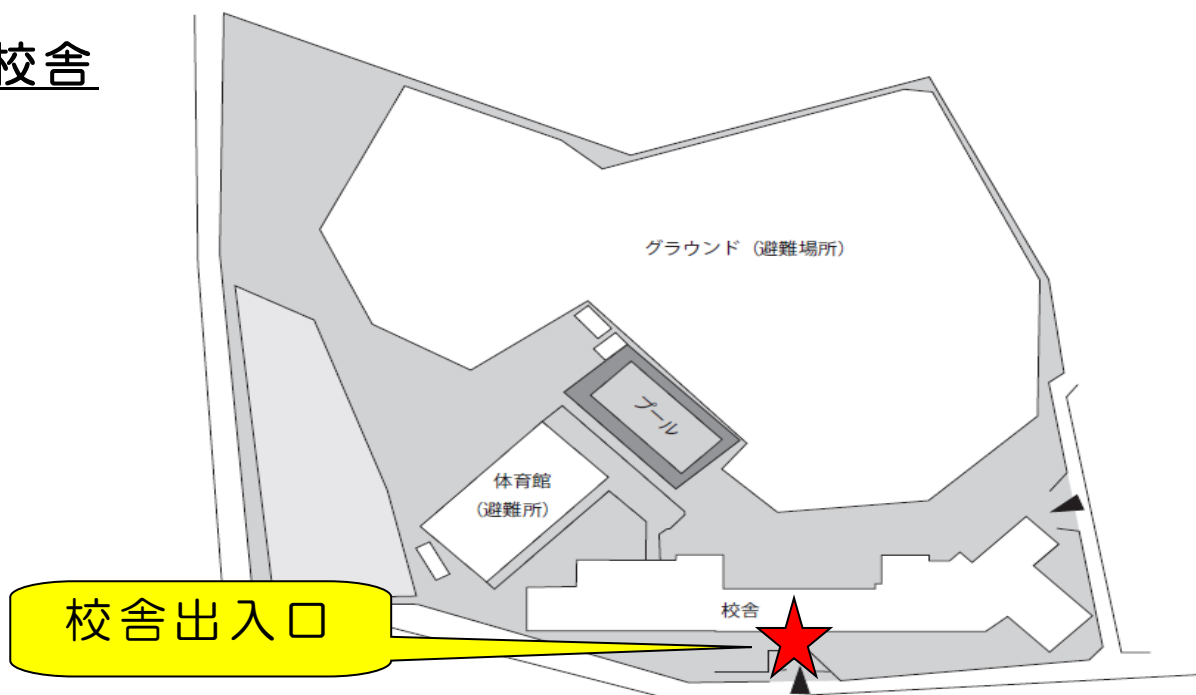 校舎
グラウンド（避難場所）
プール
体育館
（避難所）
校舎
校舎出入口